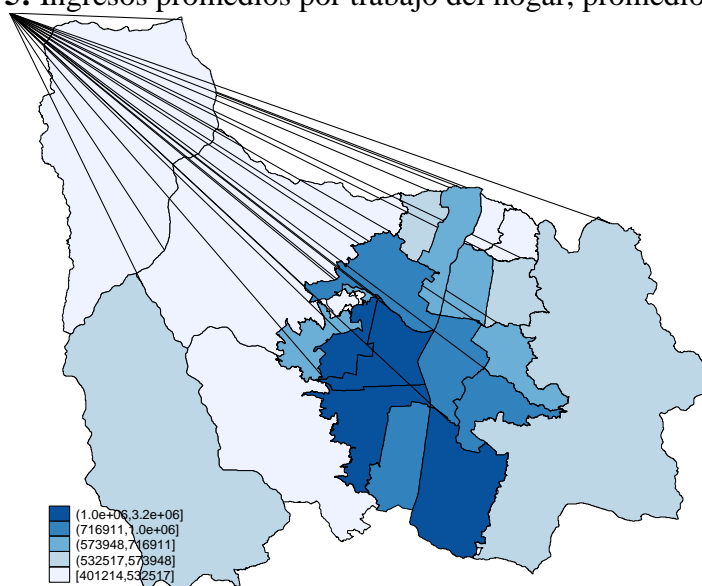 3. Ingresos promedios por trabajo del hogar, promedio
(1.0e+06,3.2e+06]
(716911,1.0e+06]
(573948,716911]
(532517,573948]
[401214,532517]